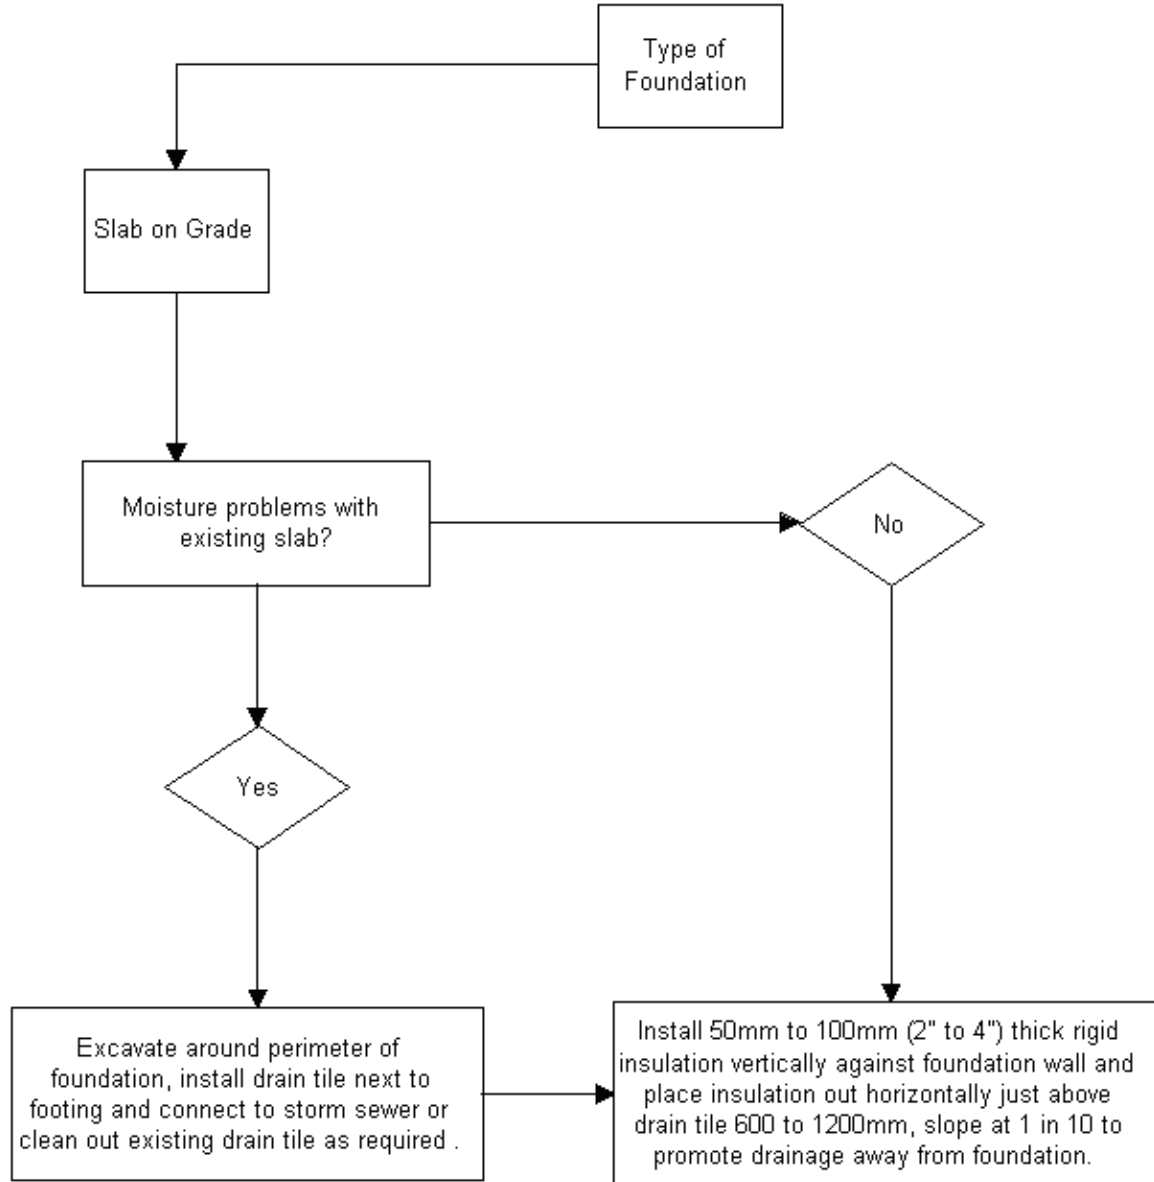 Type of
Foundation
Slab on Grade
Moisture problems with
existing slab?
No
Yes
Excavate around perimeter of
foundation, install drain tile next to
footing and connect to storm sewer or
clean out existing drain tile as required .
Install 50mm to 100mm (2" to 4") thick rigid
insulation vertically against foundation wall and
place insulation out horizontally just above
drain tile 600 to 1200mm, slope at 1 in 10 to
promote drainage away from foundation.